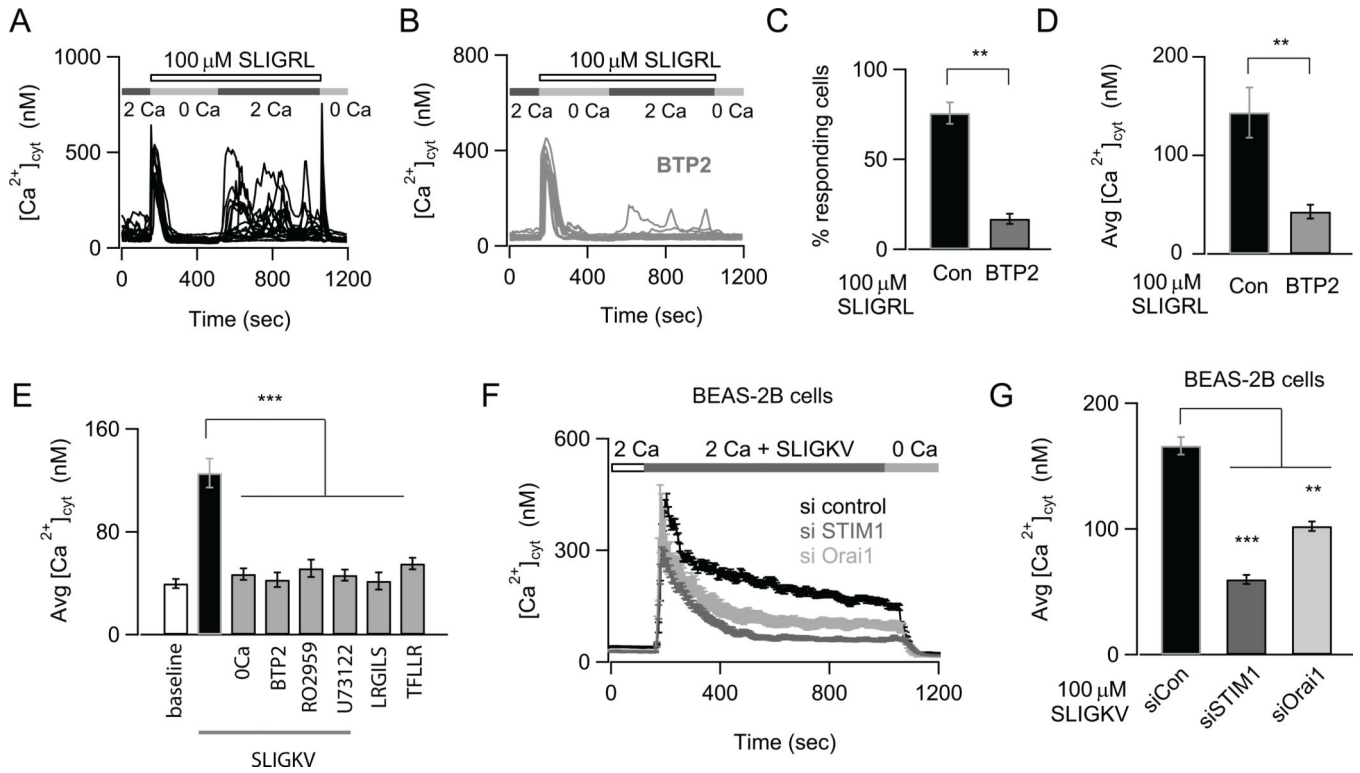 A
100 μM SLIGRL
2 Ca 0 Ca 2 Ca 0 Ca
[Ca²⁺]cyt (nM)
1000
500
0
0 400 800 1200
Time (sec)
B
100 μM SLIGRL
2 Ca 0 Ca 2 Ca 0 Ca
BTP2
[Ca²⁺]cyt (nM)
800
400
0
0 400 800 1200
Time (sec)
C
**
% responding cells
100
50
0
Con BTP2
100 μM
SLIGRL
D
**
Avg [Ca²⁺]cyt (nM)
200
100
0
Con BTP2
100 μM
SLIGRL
E
***
Avg [Ca²⁺]cyt (nM)
160
80
0
baseline
0Ca
BTP2
RO2959
U73122
LRGILS
TFLLR
SLIGKV
F
BEAS-2B cells
2 Ca 2 Ca + SLIGKV 0 Ca
si control
si STIM1
si Orai1
[Ca²⁺]cyt (nM)
600
300
0
0 400 800 1200
Time (sec)
G
BEAS-2B cells
**
***
Avg [Ca²⁺]cyt (nM)
200
100
0
siCon
siSTIM1
siOrai1
100 μM
SLIGKV